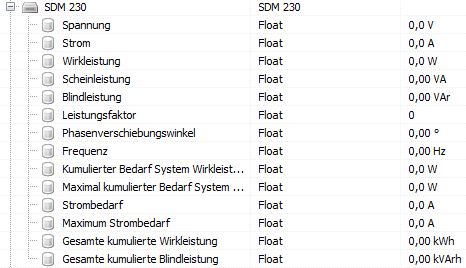 SDM 230 SDM 230
Spannung Float 0,0 V
Strom Float 0,0 A
Wirkleistung Float 0,0 W
Scheinleistung Float 0,00 VA
Blindleistung Float 0,00 VAr
Leistungsfaktor Float 0
Phasenverschiebungswinkel Float 0,00 °
Frequenz Float 0,00 Hz
Kumulierter Bedarf System Wirkleist... Float 0,0 W
Maximal kumulierter Bedarf System ... Float 0,0 W
Strombedarf Float 0,0 A
Maximum Strombedarf Float 0,0 A
Gesamte kumulierte Wirkleistung Float 0,00 kWh
Gesamte kumulierte Blindleistung Float 0,00 kVArh